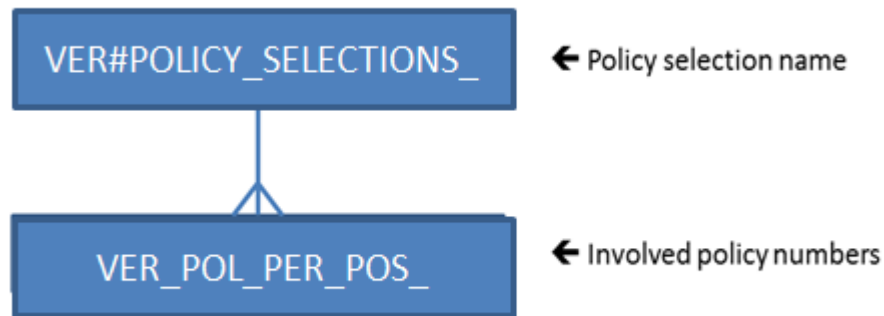 VER#POLICY_SELECTIONS_ 🡰 Policy selection name
VER_POL_PER_POS_ 🡰 Involved policy numbers